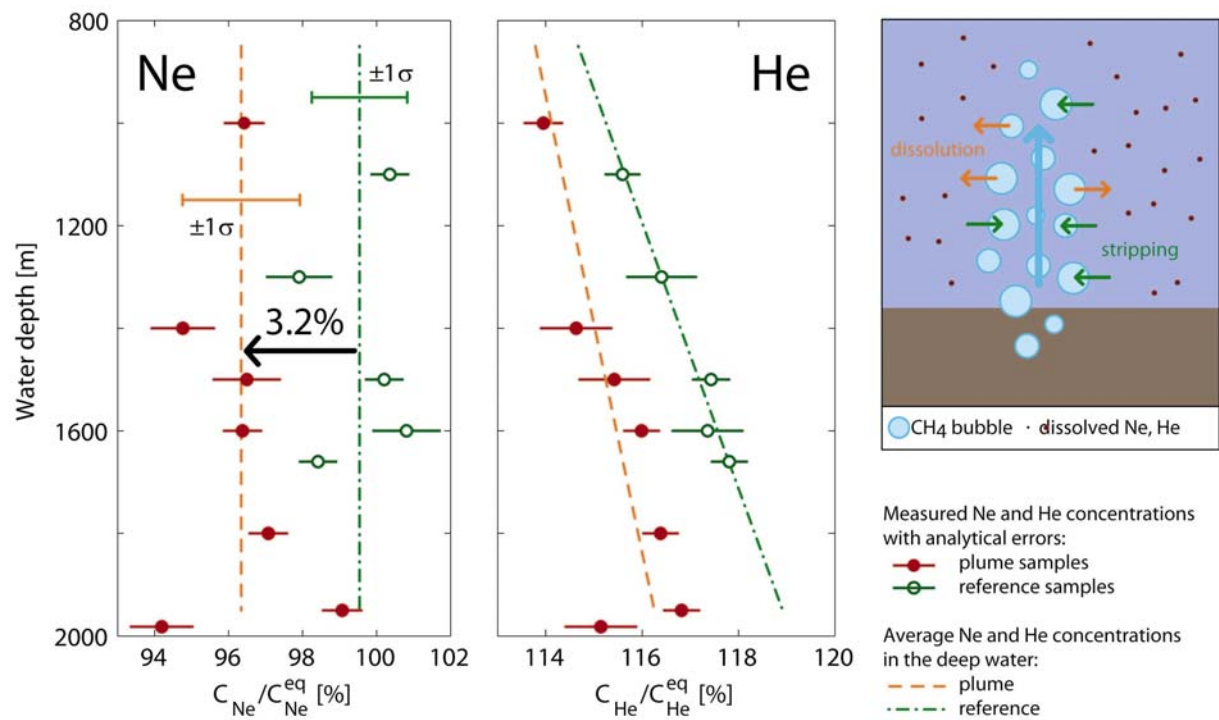 Ne
He
±1σ
±1σ
3.2%
800
1200
1600
2000
Water depth [m]
94 96 98 100 102
C_Ne/C_Ne^eq [%]
114 116 118 120
C_He/C_He^eq [%]
dissolution
stripping
CH4 bubble
dissolved Ne, He
Measured Ne and He concentrations
with analytical errors:
plume samples
reference samples
Average Ne and He concentrations
in the deep water:
plume
reference